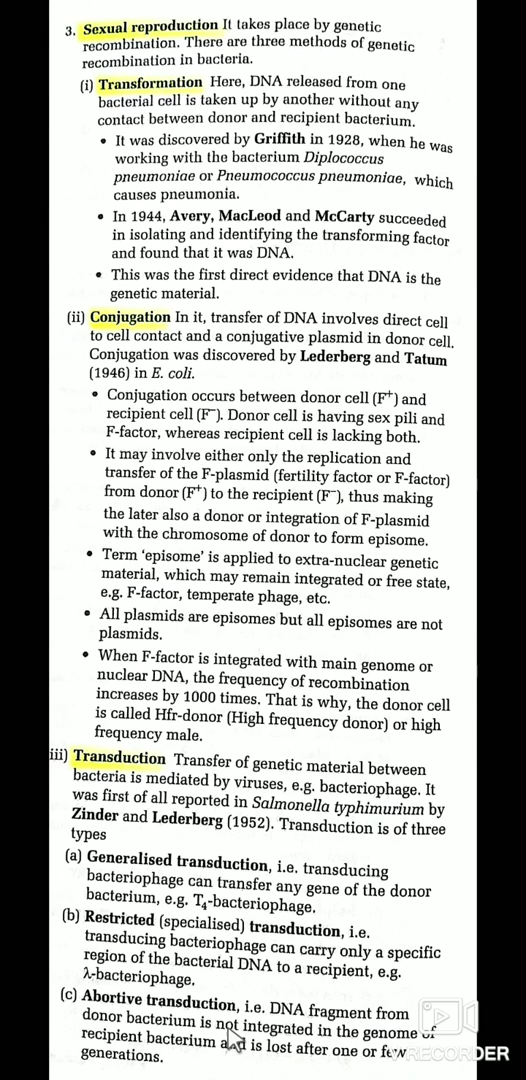 3. Sexual reproduction It takes place by genetic
recombination. There are three methods of genetic
recombination in bacteria.
(i) Transformation Here, DNA released from one
bacterial cell is taken up by another without any
contact between donor and recipient bacterium.
• It was discovered by Griffith in 1928, when he was
working with the bacterium Diplococcus
pneumoniae or Pneumococcus pneumoniae, which
causes pneumonia.
• In 1944, Avery, MacLeod and McCarty succeeded
in isolating and identifying the transforming factor
and found that it was DNA.
• This was the first direct evidence that DNA is the
genetic material.
(ii) Conjugation In it, transfer of DNA involves direct cell
to cell contact and a conjugative plasmid in donor cell.
Conjugation was discovered by Lederberg and Tatum
(1946) in E. coli.
• Conjugation occurs between donor cell (F⁺) and
recipient cell (F⁻). Donor cell is having sex pili and
F-factor, whereas recipient cell is lacking both.
• It may involve either only the replication and
transfer of the F-plasmid (fertility factor or F-factor)
from donor (F⁺) to the recipient (F⁻), thus making
the later also a donor or integration of F-plasmid
with the chromosome of donor to form episome.
• Term 'episome' is applied to extra-nuclear genetic
material, which may remain integrated or free state,
e.g. F-factor, temperate phage, etc.
• All plasmids are episomes but all episomes are not
plasmids.
• When F-factor is integrated with main genome or
nuclear DNA, the frequency of recombination
increases by 1000 times. That is why, the donor cell
is called Hfr-donor (High frequency donor) or high
frequency male.
iii) Transduction Transfer of genetic material between
bacteria is mediated by viruses, e.g. bacteriophage. It
was first of all reported in Salmonella typhimurium by
Zinder and Lederberg (1952). Transduction is of three
types
(a) Generalised transduction, i.e. transducing
bacteriophage can transfer any gene of the donor
bacterium, e.g. T₄-bacteriophage.
(b) Restricted (specialised) transduction, i.e.
transducing bacteriophage can carry only a specific
region of the bacterial DNA to a recipient, e.g.
λ-bacteriophage.
(c) Abortive transduction, i.e. DNA fragment from
donor bacterium is not integrated in the genome of
recipient bacterium and is lost after one or few
generations.
RECORDER